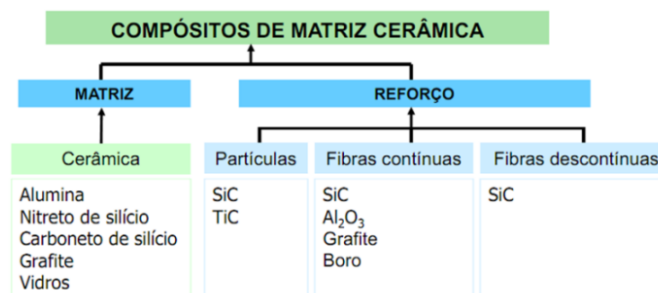 COMPÓSITOS DE MATRIZ CERÂMICA
MATRIZ
REFORÇO
Cerâmica
Partículas
Fibras contínuas
Fibras descontínuas
Alumina
Nitreto de silício
Carboneto de silício
Grafite
Vidros
SiC
TiC
SiC
Al₂O₃
Grafite
Boro
SiC